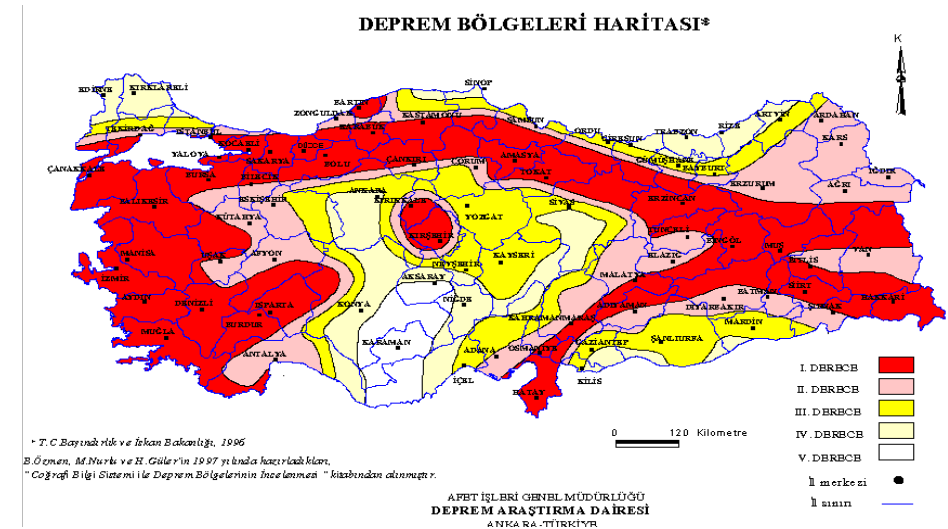 DEPREM BÖLGELERİ HARİTASI*
K
SİNOP
EDİRNE
KIRKLARELİ
BARTIN
ZONGULDAK
KASTAMONU
KARABÜK
SAMSUN
ORDU
GİRESUN
TRABZON
RİZE
ARTVİN
ARDAHAN
KARS
TEKİRDAĞ
İSTANBUL
KOCAELİ
YALOVA
SAKARYA
DÜZCE
BOLU
ÇANKIRI
ÇORUM
AMASYA
TOKAT
GÜMÜŞHANE
BAYBURT
ERZURUM
AĞRI
IĞDIR
ÇANAKKALE
BURSA
BİLECİK
ESKİŞEHİR
ANKARA
KIRIKKALE
YOZGAT
SİVAS
ERZİNCAN
BALIKESİR
KÜTAHYA
KIRŞEHİR
TUNCELİ
BİNGÖL
MUŞ
VAN
MANİSA
UŞAK
AFYON
NEVŞEHİR
KAYSERİ
MALATYA
ELAZIĞ
BİTLİS
İZMİR
AKSARAY
AYDIN
DENİZLİ
ISPARTA
BURDUR
KONYA
NİĞDE
KAHRAMANMARAŞ
ADIYAMAN
DİYARBAKIR
BATMAN
SİİRT
ŞIRNAK
HAKKARİ
MUĞLA
ANTALYA
KARAMAN
ADANA
OSMANİYE
GAZİANTEP
ŞANLIURFA
MARDİN
İÇEL
KİLİS
HATAY
I. DERECE
II. DERECE
III. DERECE
IV. DERECE
V. DERECE
İl merkezi
İl sınırı
0 120 Kilometre
* T.C.Bayındırlık ve İskan Bakanlığı, 1996
B.Özmen, M.Nurlu ve H.Güler'in 1997 yılında hazırladıkları,
" Coğrafi Bilgi Sistemi ile Deprem Bölgelerinin İncelenmesi " kitabından alınmıştır.
AFET İŞLERİ GENEL MÜDÜRLÜĞÜ
DEPREM ARAŞTIRMA DAİRESİ
ANKARA-TÜRKİYE